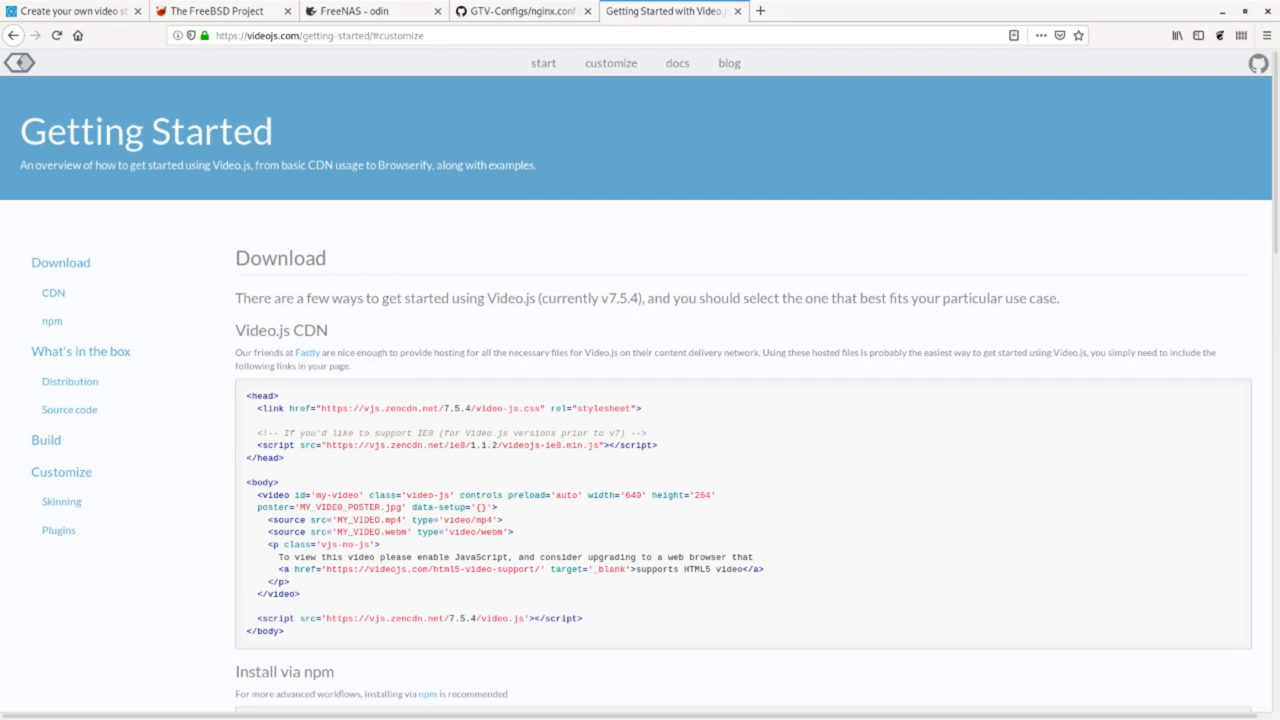 Create your own video st
The FreeBSD Project
FreeNAS - odin
GTV-Configs/nginx.conf
Getting Started with Video.j
https://videojs.com/getting-started/#customize
start
customize
docs
blog
Getting Started
An overview of how to get started using Video.js, from basic CDN usage to Browserify, along with examples.
Download
CDN
npm
What's in the box
Distribution
Source code
Build
Customize
Skinning
Plugins
Download
There are a few ways to get started using Video.js (currently v7.5.4), and you should select the one that best fits your particular use case.
Video.js CDN
Our friends at Fastly are nice enough to provide hosting for all the necessary files for Video.js on their content delivery network. Using these hosted files is probably the easiest way to get started using Video.js, you simply need to include the
following links in your page.
<head>
<link href="https://vjs.zencdn.net/7.5.4/video-js.css" rel="stylesheet">
<!-- If you'd like to support IE8 (for Video.js versions prior to v7) -->
<script src="https://vjs.zencdn.net/ie8/1.1.2/videojs-ie8.min.js"></script>
</head>
<body>
<video id='my-video' class='video-js' controls preload='auto' width='640' height='264'
poster='MY_VIDEO_POSTER.jpg' data-setup='{}'>
<source src='MY_VIDEO.mp4' type='video/mp4'>
<source src='MY_VIDEO.webm' type='video/webm'>
<p class='vjs-no-js'>
To view this video please enable JavaScript, and consider upgrading to a web browser that
<a href='https://videojs.com/html5-video-support/' target='_blank'>supports HTML5 video</a>
</p>
</video>
<script src='https://vjs.zencdn.net/7.5.4/video.js'></script>
</body>
Install via npm
For more advanced workflows, installing via npm is recommended